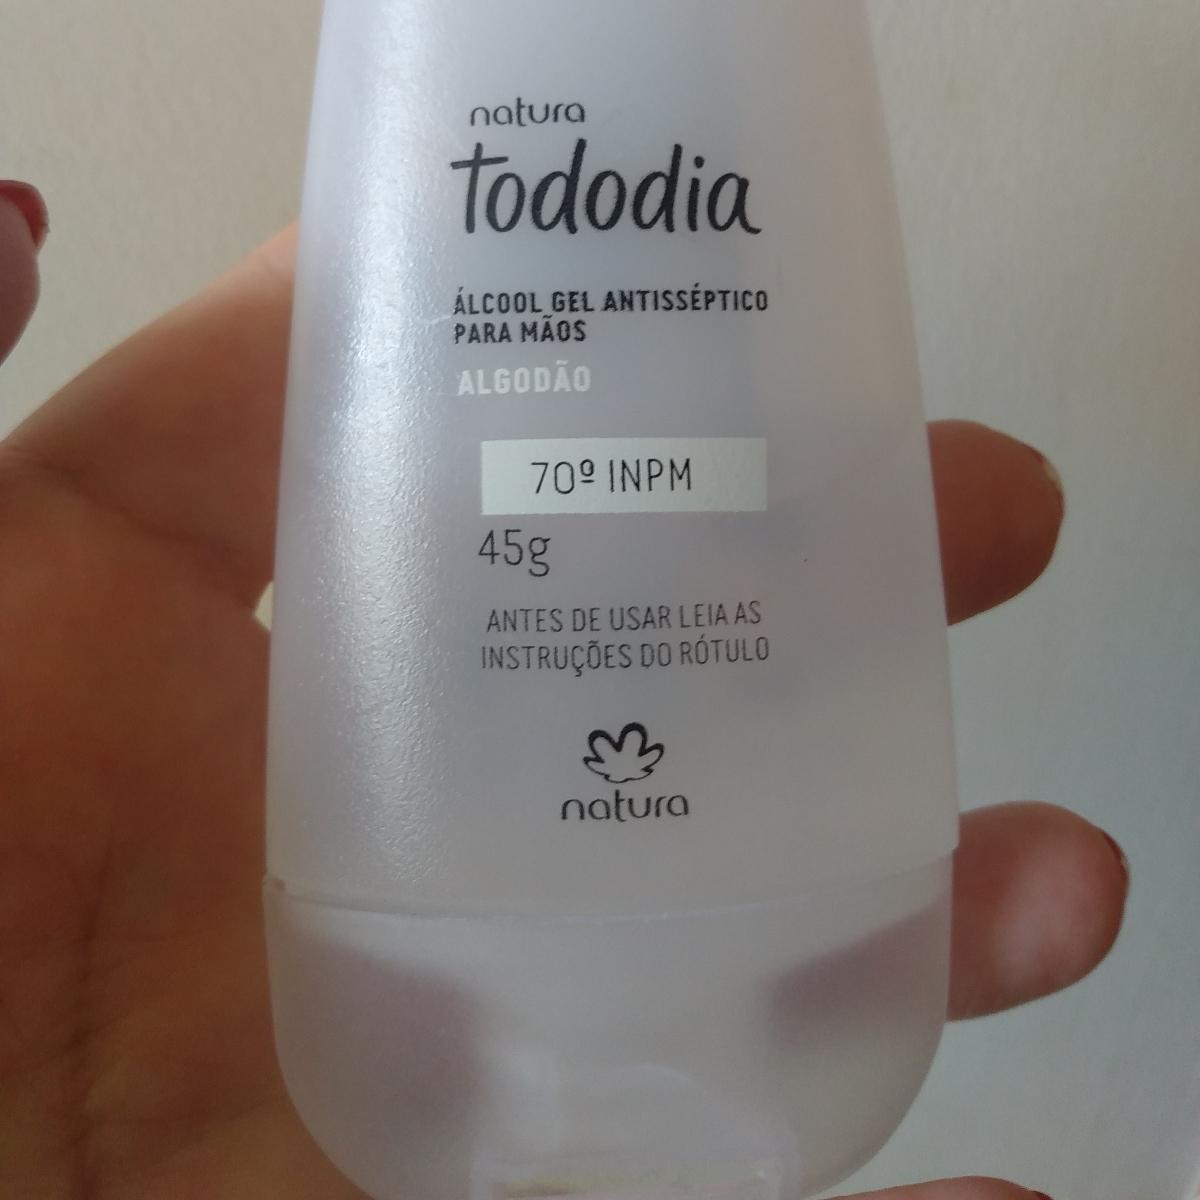 natura
Tododia
ÁLCOOL GEL ANTISSÉPTICO
PARA MÃOS
ALGODÃO
70º INPM
45g
ANTES DE USAR LEIA AS
INSTRUÇÕES DO RÓTULO
natura